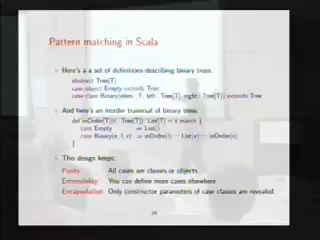 Pattern matching in Scala
Here's a a set of definitions describing binary trees:
abstract Tree[T]
case object Empty extends Tree
case class Binary(elem : T, left : Tree[T], right : Tree[T]) extends Tree
And here's an inorder traversal of binary trees:
def inOrder[T](t : Tree[T]): List[T] = t match {
case Empty => List()
case Binary(e, l, r) => inOrder(l) ::: List(e) ::: inOrder(r)
}
This design keeps:
Purity: All cases are classes or objects.
Extensibility: You can define more cases elsewhere
Encapsulation: Only constructor parameters of case classes are revealed.